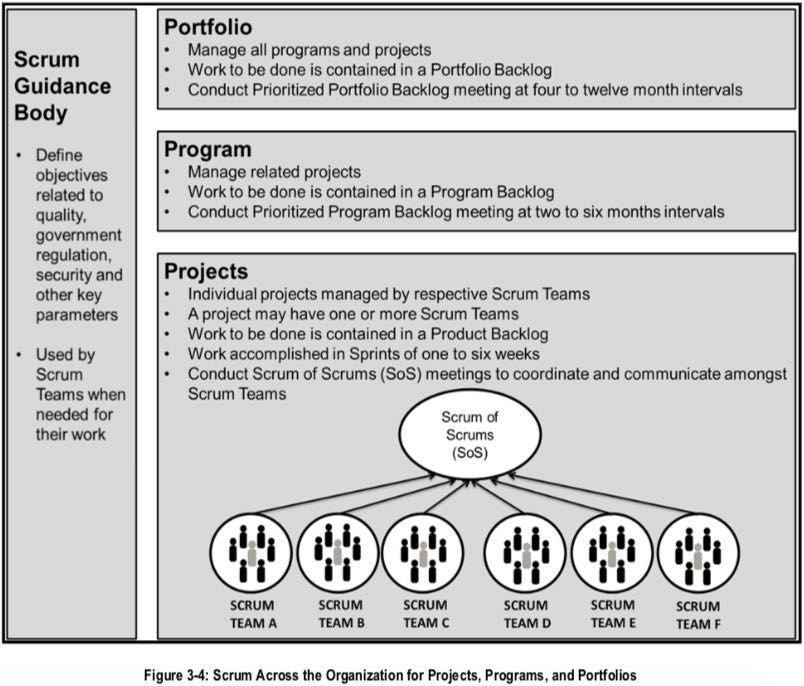 Scrum
Guidance
Body
• Define
objectives
related to
quality,
government
regulation,
security and
other key
parameters
• Used by
Scrum
Teams when
needed for
their work
Portfolio
• Manage all programs and projects
• Work to be done is contained in a Portfolio Backlog
• Conduct Prioritized Portfolio Backlog meeting at four to twelve month intervals
Program
• Manage related projects
• Work to be done is contained in a Program Backlog
• Conduct Prioritized Program Backlog meeting at two to six months intervals
Projects
• Individual projects managed by respective Scrum Teams
• A project may have one or more Scrum Teams
• Work to be done is contained in a Product Backlog
• Work accomplished in Sprints of one to six weeks
• Conduct Scrum of Scrums (SoS) meetings to coordinate and communicate amongst
Scrum Teams
Scrum of
Scrums
(SoS)
SCRUM
TEAM A
SCRUM
TEAM B
SCRUM
TEAM C
SCRUM
TEAM D
SCRUM
TEAM E
SCRUM
TEAM F
Figure 3-4: Scrum Across the Organization for Projects, Programs, and Portfolios